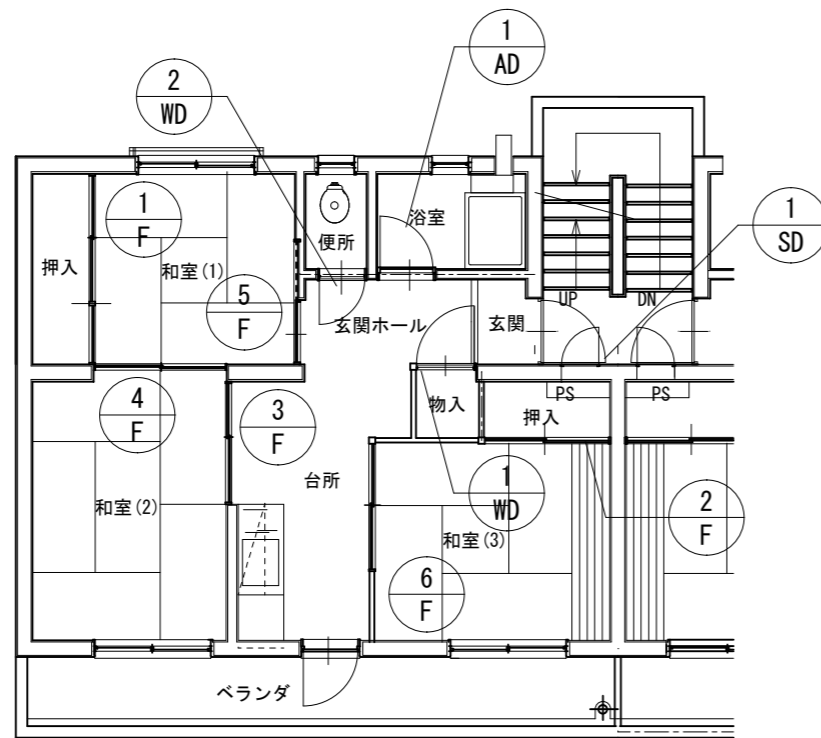 1
AD
2
WD
1
SD
1
F
浴室
便所
押入
和室(1)
5
F
UP
DN
玄関ホール
玄関
4
F
3
F
物入
押入
PS
PS
台所
1
WD
2
F
和室(2)
和室(3)
6
F
ベランダ